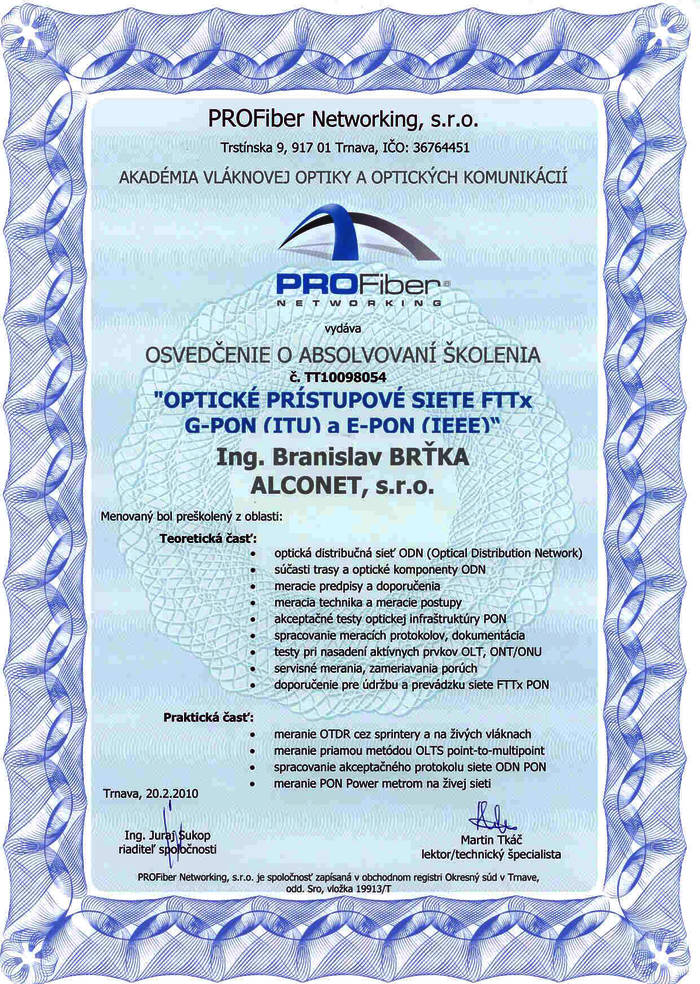 PROFiber Networking, s.r.o.
Trstínska 9, 917 01 Trnava, IČO: 36764451
AKADÉMIA VLÁKNOVEJ OPTIKY A OPTICKÝCH KOMUNIKÁCIÍ
PROFiber®
NETWORKING
vydáva
OSVEDČENIE O ABSOLVOVANÍ ŠKOLENIA
č. TT10098054
"OPTICKÉ PRÍSTUPOVÉ SIETE FTTx
G-PON (ITU) a E-PON (IEEE)“
Ing. Branislav BRŤKA
ALCONET, s.r.o.
Menovaný bol preškolený z oblasti:
Teoretická časť:
• optická distribučná sieť ODN (Optical Distribution Network)
• súčasti trasy a optické komponenty ODN
• meracie predpisy a doporučenia
• meracia technika a meracie postupy
• akceptačné testy optickej infraštruktúry PON
• spracovanie meracích protokolov, dokumentácia
• testy pri nasadení aktívnych prvkov OLT, ONT/ONU
• servisné merania, zameriavania porúch
• doporučenie pre údržbu a prevádzku siete FTTx PON
Praktická časť:
• meranie OTDR cez sprintery a na živých vláknach
• meranie priamou metódou OLTS point-to-multipoint
• spracovanie akceptačného protokolu siete ODN PON
• meranie PON Power metrom na živej sieti
Trnava, 20.2.2010
Ing. Juraj Sukop
riaditeľ spoločnosti
Martin Tkáč
lektor/technický špecialista
PROFiber Networking, s.r.o. je spoločnosť zapísaná v obchodnom registri Okresný súd v Trnave,
odd. Sro, vložka 19913/T